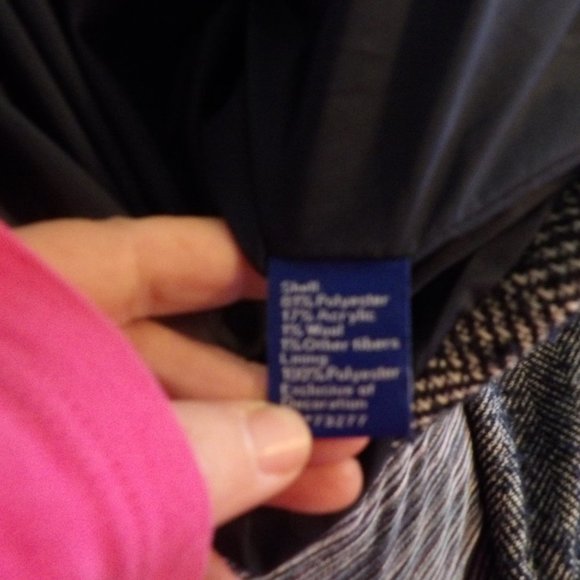 Shell
81% Polyester
17% Acrylic
1% Wool
1% Other fibers
Lining
100% Polyester
Exclusive of
Decoration